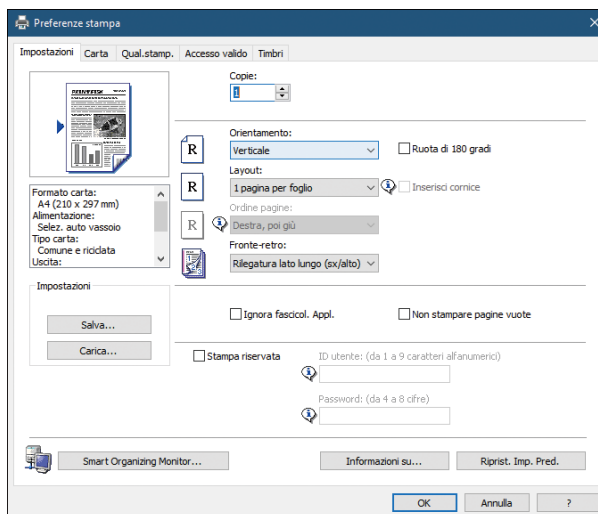 Preferenze stampa
Impostazioni Carta Qual.stamp. Accesso valido Timbri
Copie:
1
Orientamento:
R Verticale Ruota di 180 gradi
Layout:
R 1 pagina per foglio Inserisci cornice
Ordine pagine:
R Destra, poi giù
Fronte-retro:
Rilegatura lato lungo (sx/alto)
Formato carta:
A4 (210 x 297 mm)
Alimentazione:
Selez. auto vassoio
Tipo carta:
Comune e riciclata
Uscita:
Impostazioni
Salva...
Carica...
Ignora fascicol. Appl. Non stampare pagine vuote
Stampa riservata ID utente: (da 1 a 9 caratteri alfanumerici)
Password: (da 4 a 8 cifre)
Smart Organizing Monitor... Informazioni su... Riprist. Imp. Pred.
OK Annulla ?